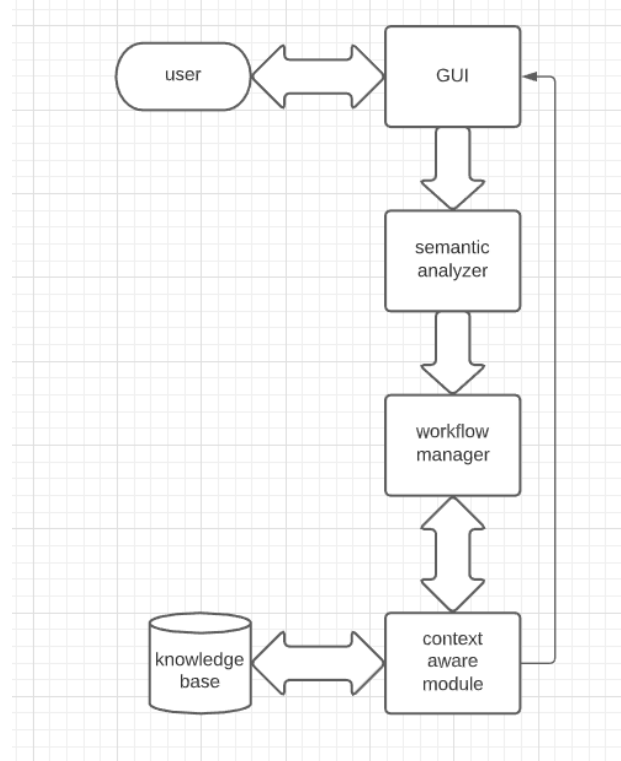 user
GUI
semantic
analyzer
workflow
manager
knowledge
base
context
aware
module